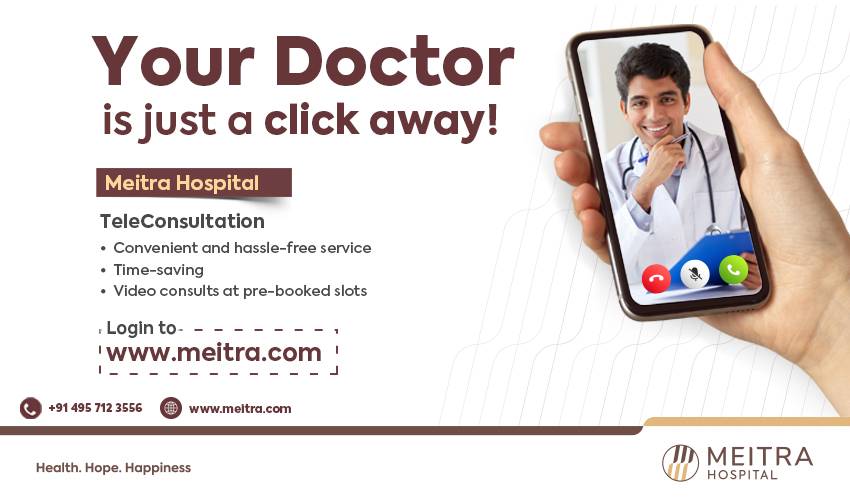 Your Doctor
is just a click away!
Meitra Hospital
TeleConsultation
• Convenient and hassle-free service
• Time-saving
• Video consults at pre-booked slots
Login to
www.meitra.com
+91 495 712 3556 www.meitra.com
Health. Hope. Happiness
MEITRA
HOSPITAL